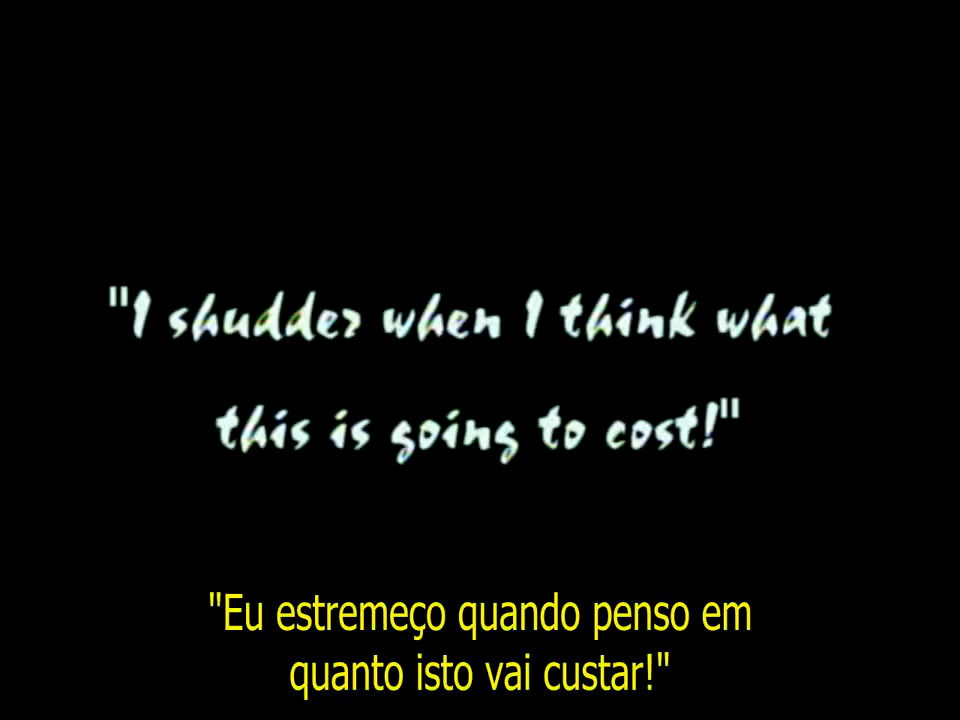 "I shudder when I think what
this is going to cost!"
"Eu estremeço quando penso em
quanto isto vai custar!"